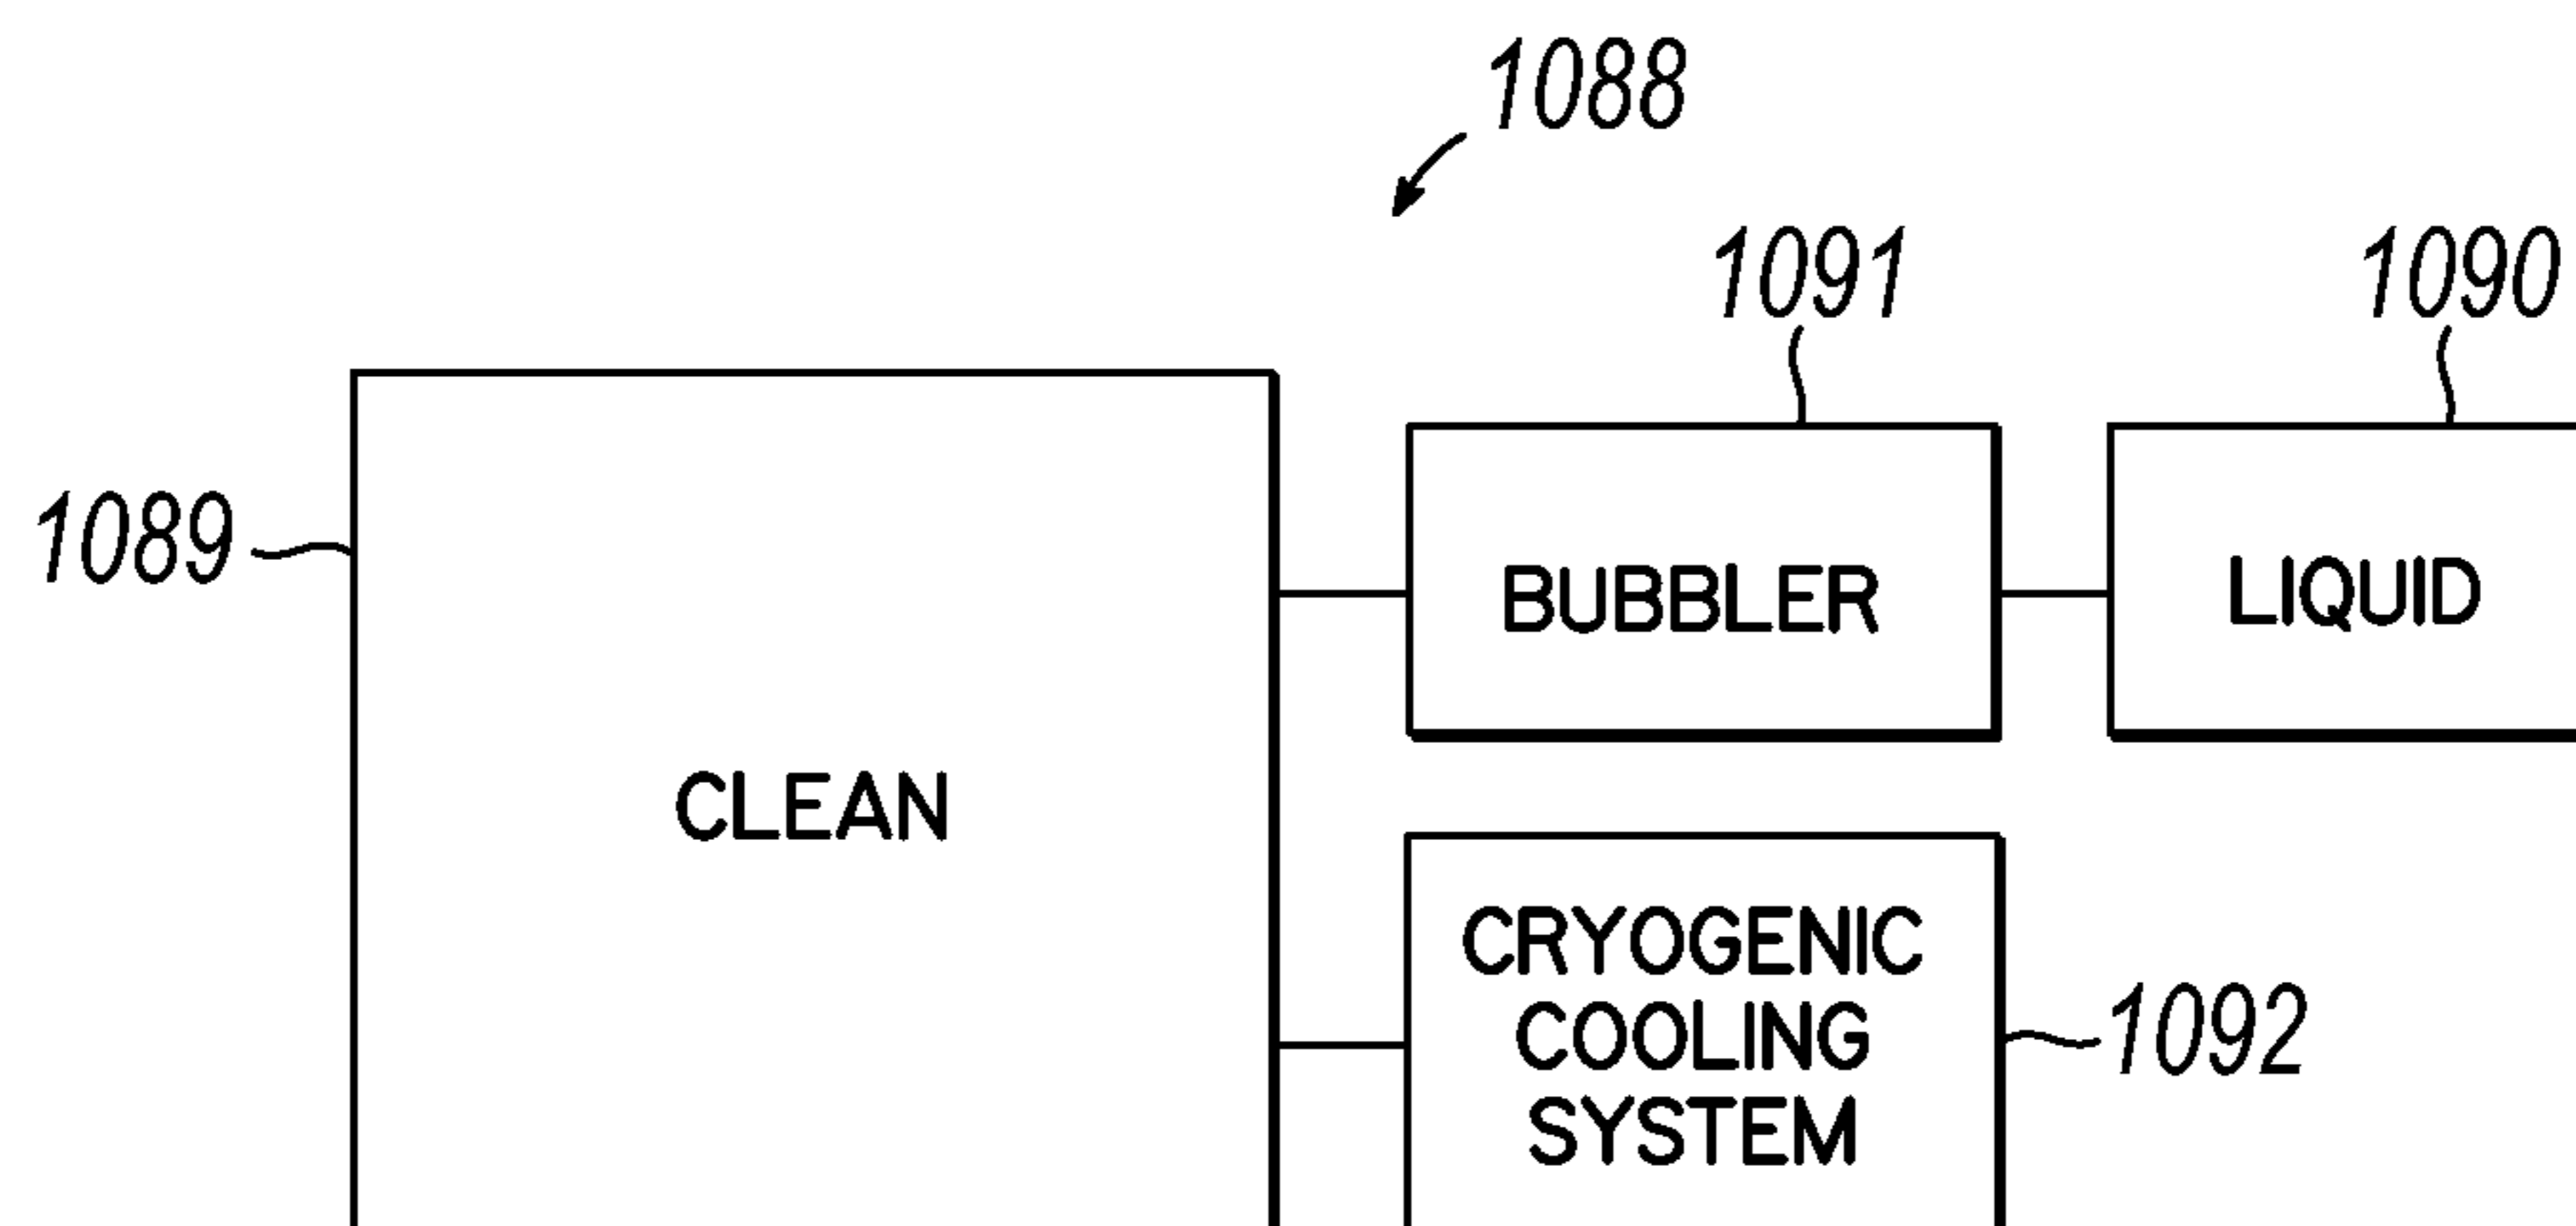 1088
1091
1090
1089
BUBBLER
LIQUID
CLEAN
CRYOGENIC
COOLING
SYSTEM
1092